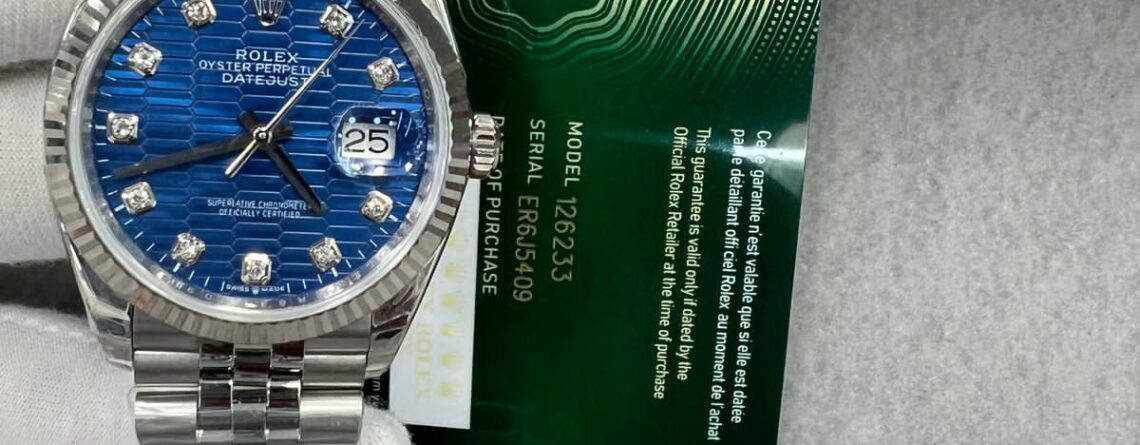 ROLEX
OYSTER PERPETUAL
DATEJUST
25
SUPERLATIVE CHRONOMETER
OFFICIALLY CERTIFIED
MODEL 126233
SERIAL ER6J5409
OF PURCHASE
garantie n'est valable que si elle est datée
par le détaillant officiel Rolex au moment de l'achat
This guarantee is valid only if dated by the
Official Rolex Retailer at the time of purchase
ROLEX